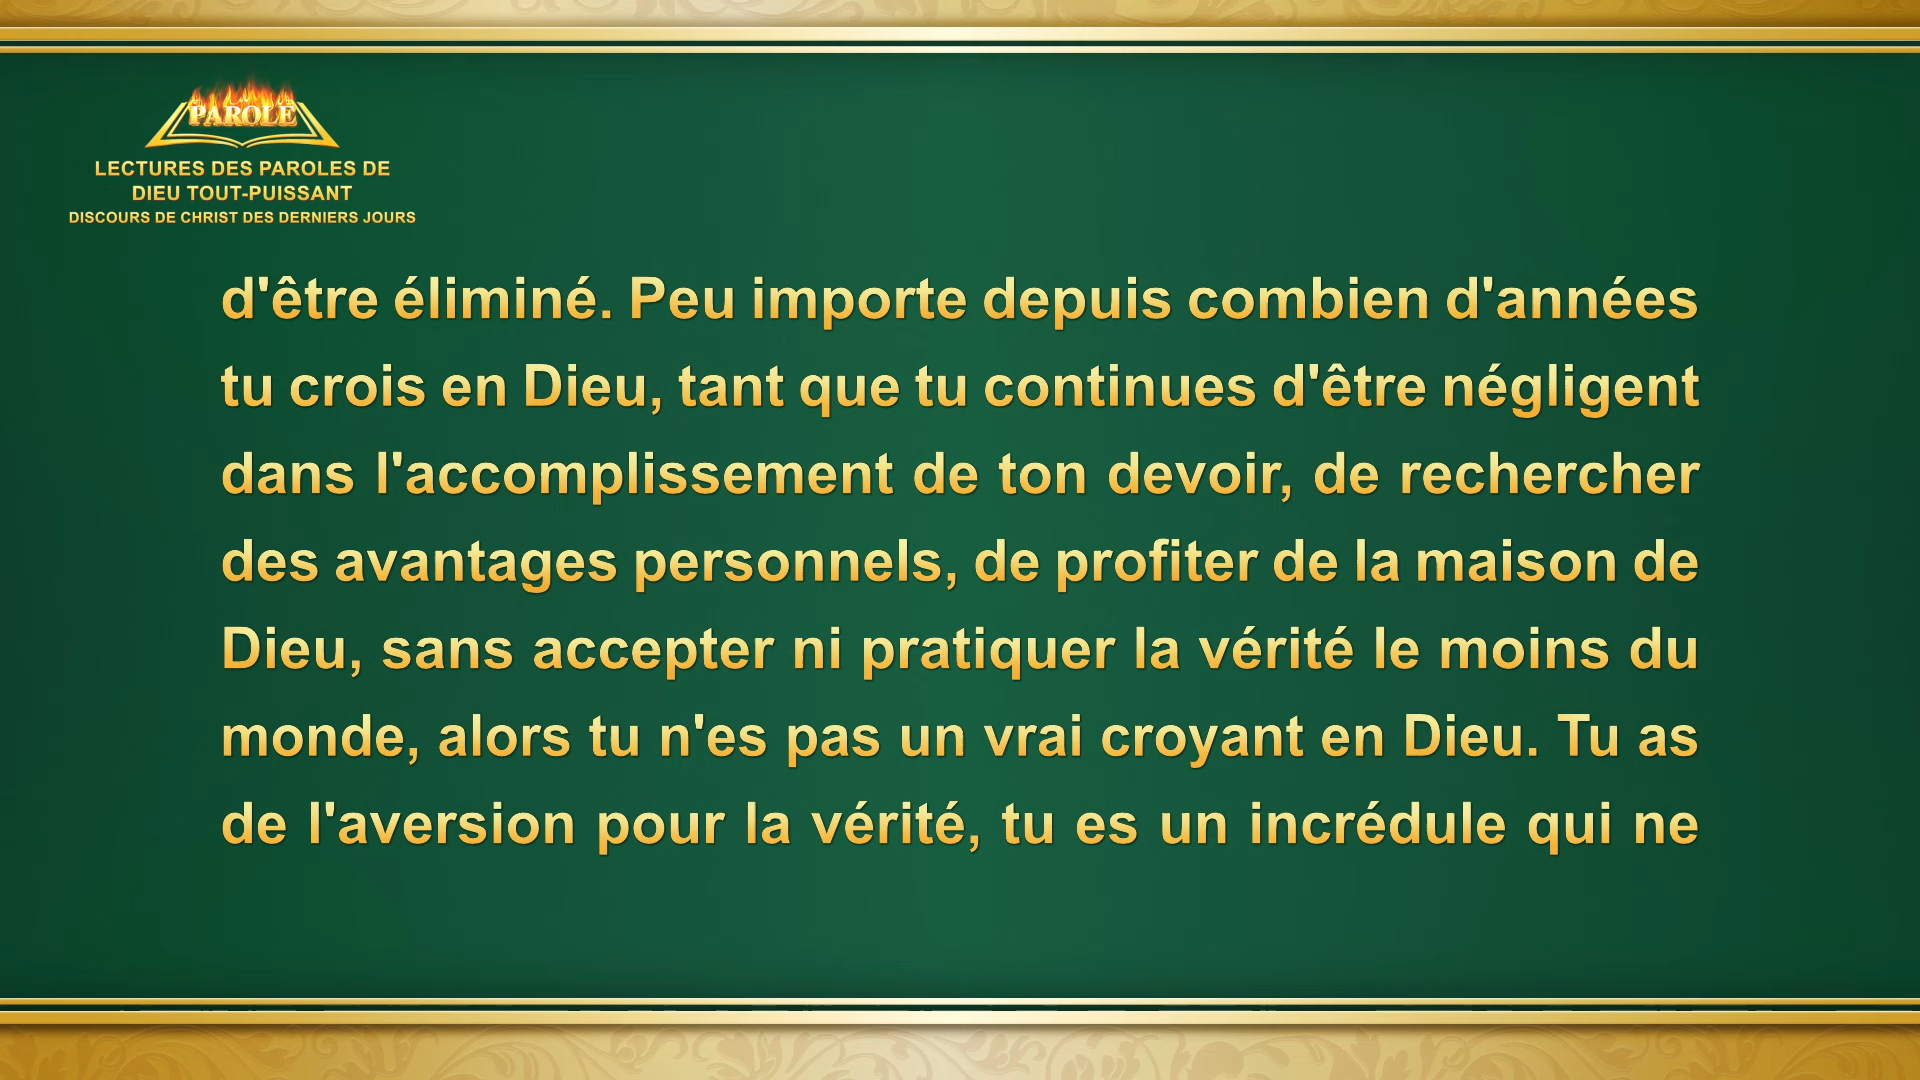 PAROLE
LECTURES DES PAROLES DE
DIEU TOUT-PUISSANT
DISCOURS DE CHRIST DES DERNIERS JOURS
d'être éliminé. Peu importe depuis combien d'années
tu crois en Dieu, tant que tu continues d'être négligent
dans l'accomplissement de ton devoir, de rechercher
des avantages personnels, de profiter de la maison de
Dieu, sans accepter ni pratiquer la vérité le moins du
monde, alors tu n'es pas un vrai croyant en Dieu. Tu as
de l'aversion pour la vérité, tu es un incrédule qui ne